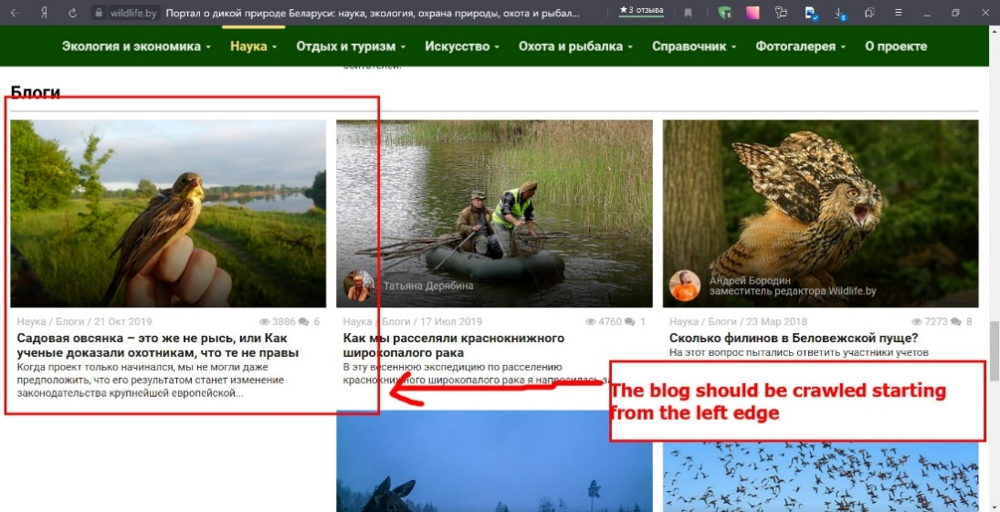 wildlife.by Портал о дикой природе Беларуси: наука, экология, охрана природы, охота и рыбал... ★3 отзыва
Экология и экономика Наука Отдых и туризм Искусство Охота и рыбалка Справочник Фотогалерея О проекте
обитателей.
Блоги
Татьяна Дерябина
Андрей Бородин
заместитель редактора Wildlife.by
Наука / Блоги / 21 Окт 2019 3886 6
Садовая овсянка – это же не рысь, или Как
ученые доказали охотникам, что те не правы
Когда проект только начинался, мы не могли даже
предположить, что его результатом станет изменение
законодательства крупнейшей европейской...
Наука / Блоги / 17 Июл 2019 4760 1
Как мы расселяли краснокнижного
широкопалого рака
В эту весеннюю экспедицию по расселению
краснокнижного широкопалого рака я напросилась за
Наука / Блоги / 23 Мар 2018 7273 8
Сколько филинов в Беловежской пуще?
На этот вопрос пытались ответить участники учетов
The blog should be crawled starting
from the left edge